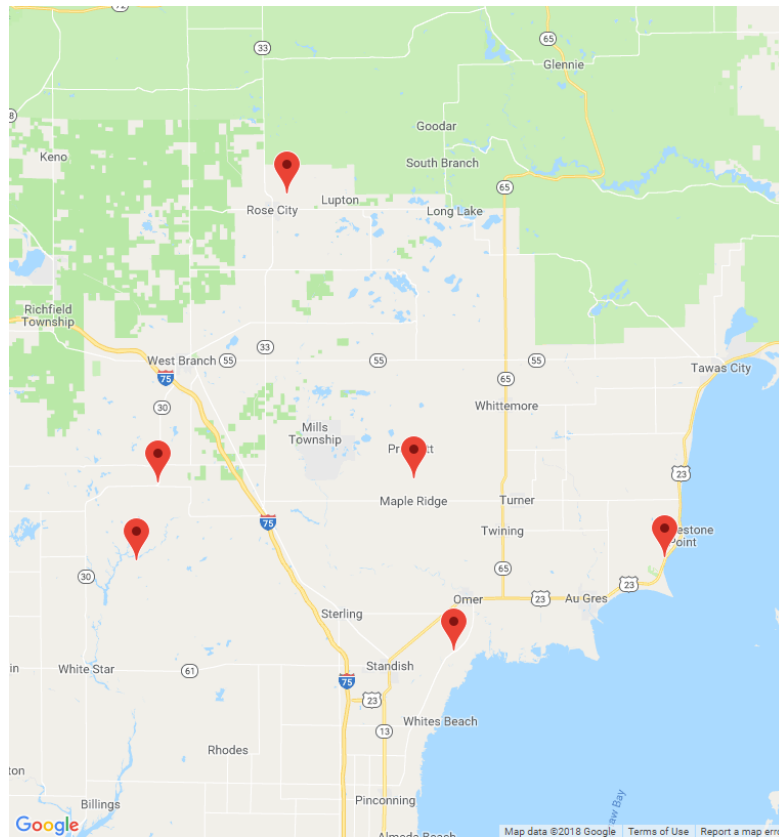 72
33
65
Glennie
8
Goodar
Keno
South Branch
65
Lupton
Rose City
Long Lake
Richfield
Township
33
West Branch
55
55
55
75
65
Tawas City
30
Whittemore
Mills
Township
23
Maple Ridge
Turner
75
Twining
Point
30
65
23
Omer
23
Au Gres
Sterling
White Star
61
Standish
75
23
Whites Beach
13
Rhodes
Billings
Pinconning
Google
Map data ©2018 Google
Terms of Use